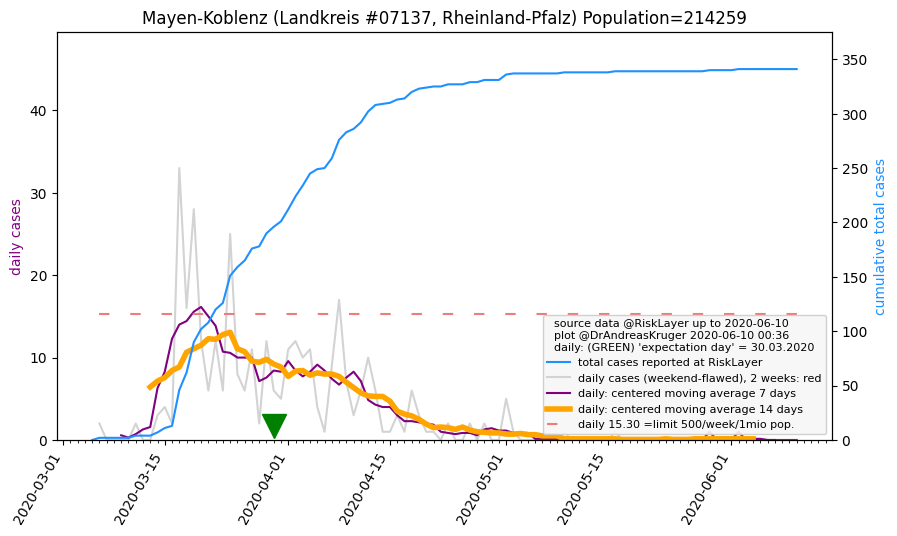 Mayen-Koblenz (Landkreis #07137, Rheinland-Pfalz) Population=214259
daily cases
40
30
20
10
0
350
300
250
200
150
100
50
0
cumulative total cases
source data @RiskLayer up to 2020-06-10
plot @DrAndreasKruger 2020-06-10 00:36
daily: (GREEN) 'expectation day' = 30.03.2020
total cases reported at RiskLayer
daily cases (weekend-flawed), 2 weeks: red
daily: centered moving average 7 days
daily: centered moving average 14 days
daily 15.30 =limit 500/week/1mio pop.
2020-03-01
2020-03-15
2020-04-01
2020-04-15
2020-05-01
2020-05-15
2020-06-01